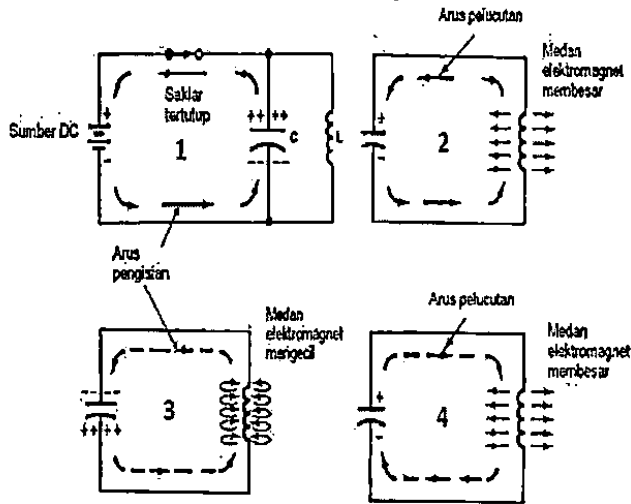 Arus pelucutan
Medan
elektromagnet
membesar
Saklar
tertutup
Sumber DC
+
-
1
++ ++
C
L
+
-
2
Arus
pengisian
Medan
elektromagnet
mengecil
Arus pelucutan
Medan
elektromagnet
membesar
3
++ ++
+
-
4